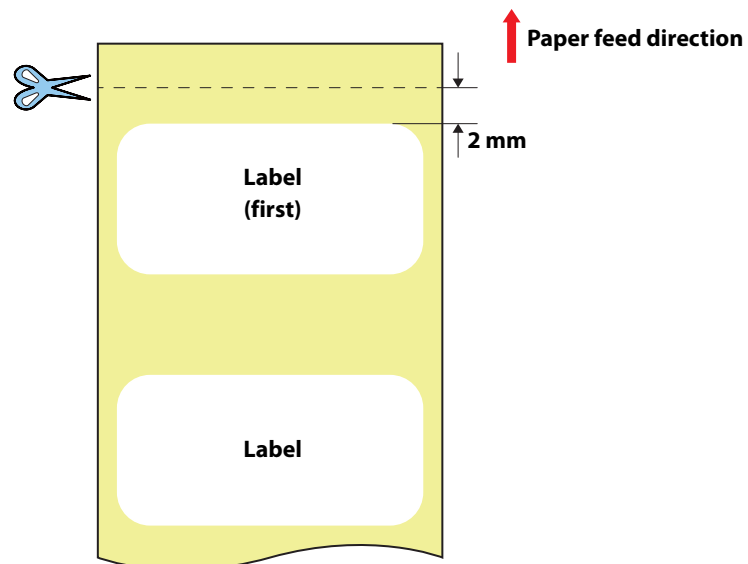 Paper feed direction
2 mm
Label
(first)
Label